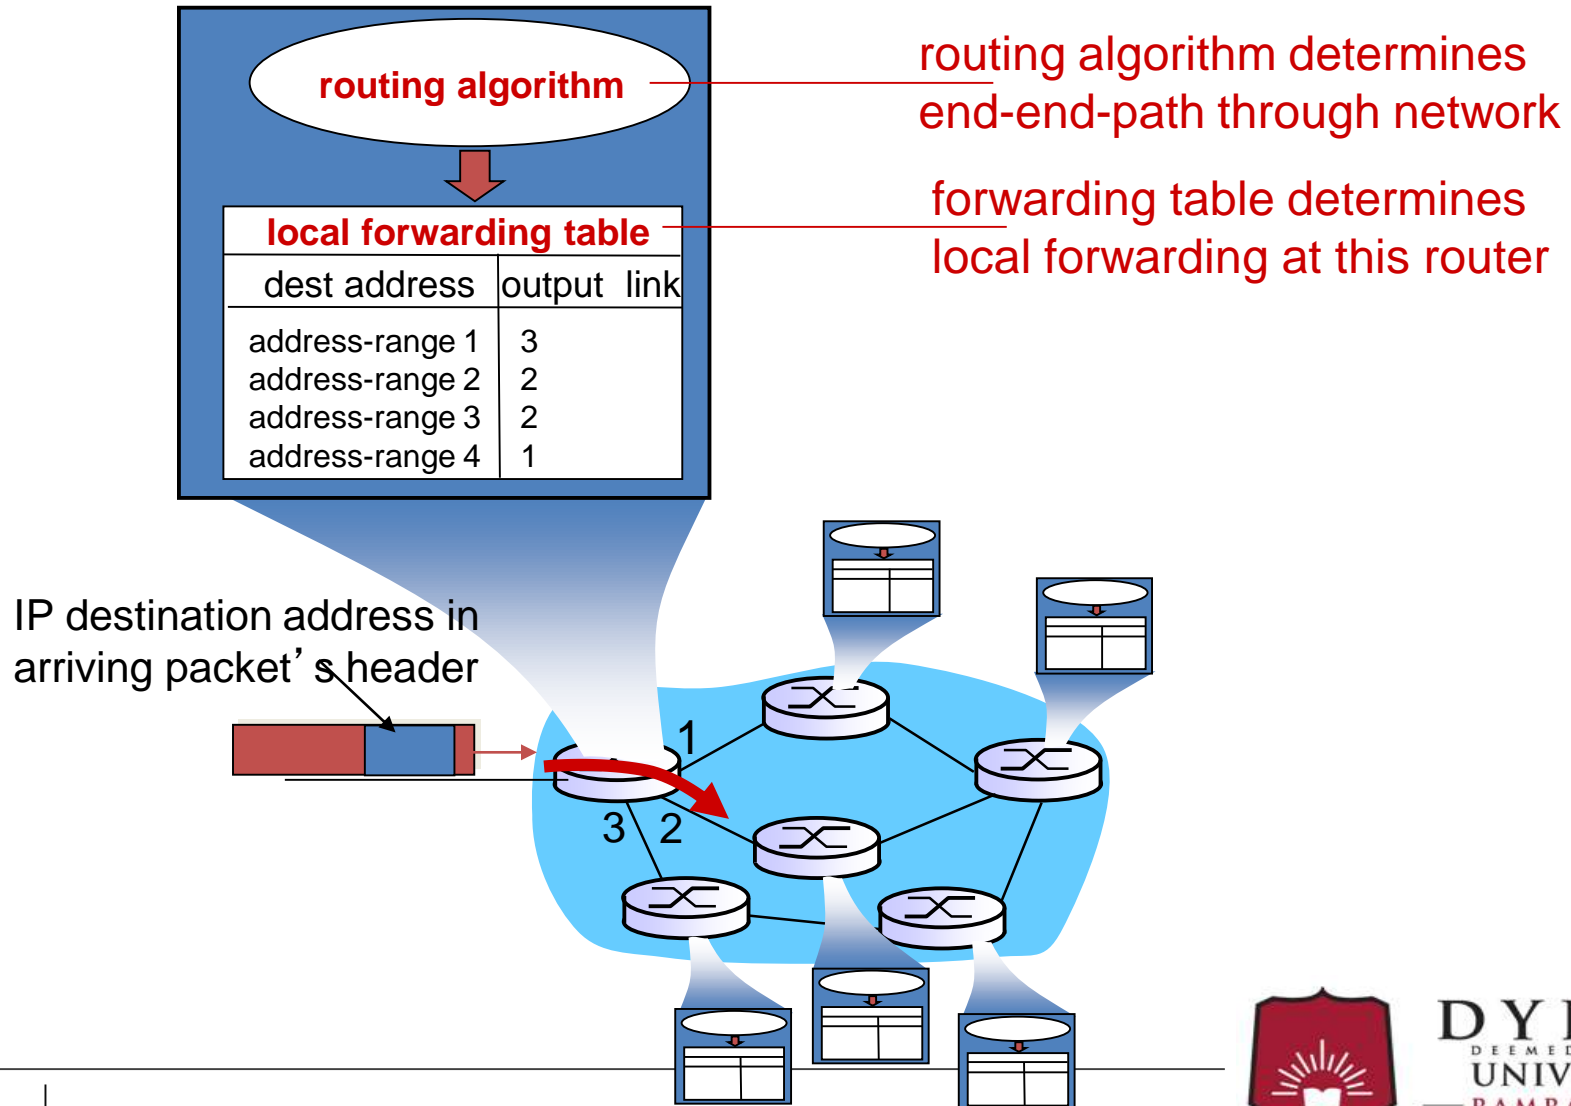 routing algorithm
routing algorithm determines
end-end-path through network
local forwarding table
forwarding table determines
local forwarding at this router
dest address output link
address-range 1 3
address-range 2 2
address-range 3 2
address-range 4 1
IP destination address in
arriving packet's header
1
3 2
DEEMED